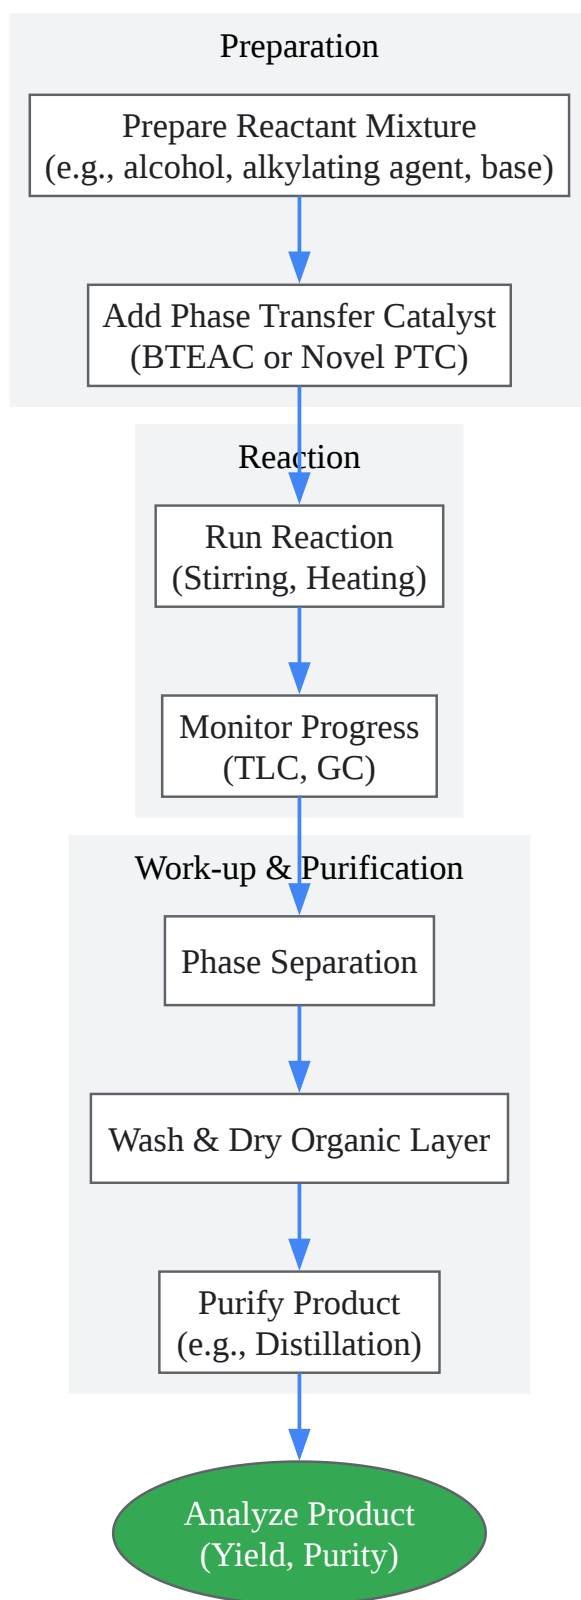 Preparation
Prepare Reactant Mixture
(e.g., alcohol, alkylating agent, base)
Add Phase Transfer Catalyst
(BTEAC or Novel PTC)
Reaction
Run Reaction
(Stirring, Heating)
Monitor Progress
(TLC, GC)
Work-up & Purification
Phase Separation
Wash & Dry Organic Layer
Purify Product
(e.g., Distillation)
Analyze Product
(Yield, Purity)